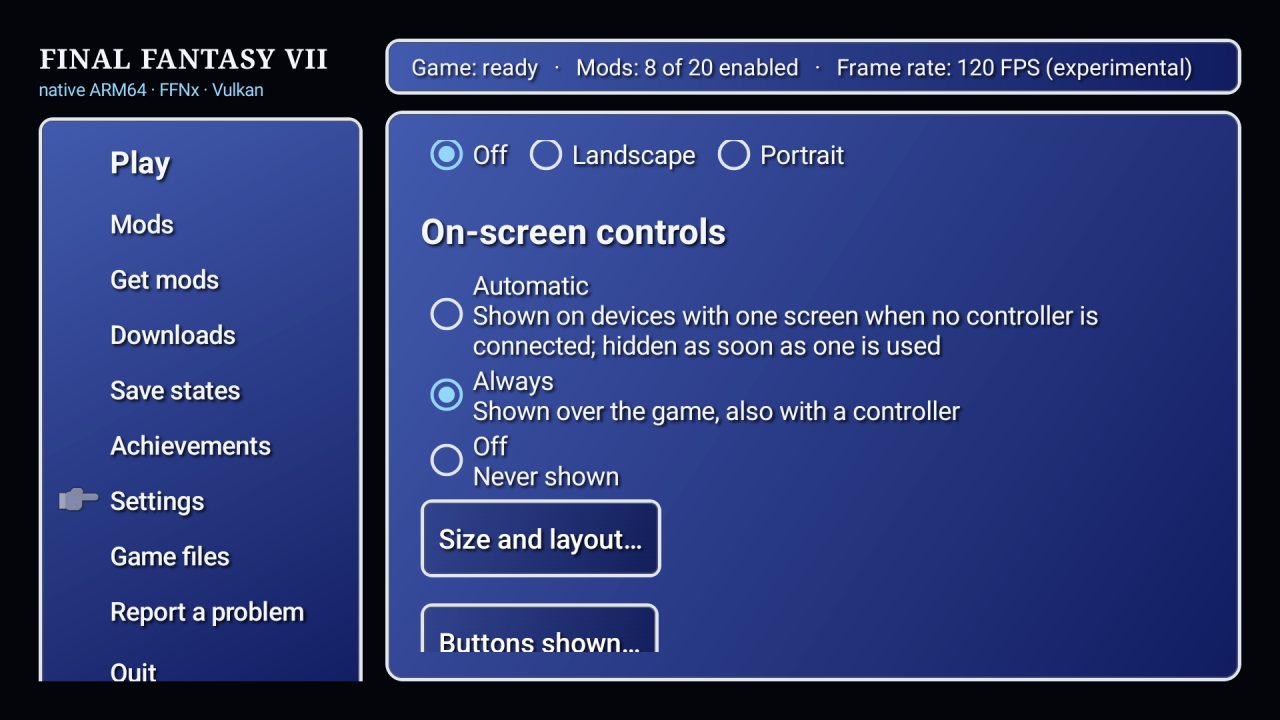 FINAL FANTASY VII
native ARM64 · FFNx · Vulkan
Game: ready · Mods: 8 of 20 enabled · Frame rate: 120 FPS (experimental)
Play
Mods
Get mods
Downloads
Save states
Achievements
Settings
Game files
Report a problem
Quit
Off Landscape Portrait
On-screen controls
Automatic
Shown on devices with one screen when no controller is
connected; hidden as soon as one is used
Always
Shown over the game, also with a controller
Off
Never shown
Size and layout...
Buttons shown...